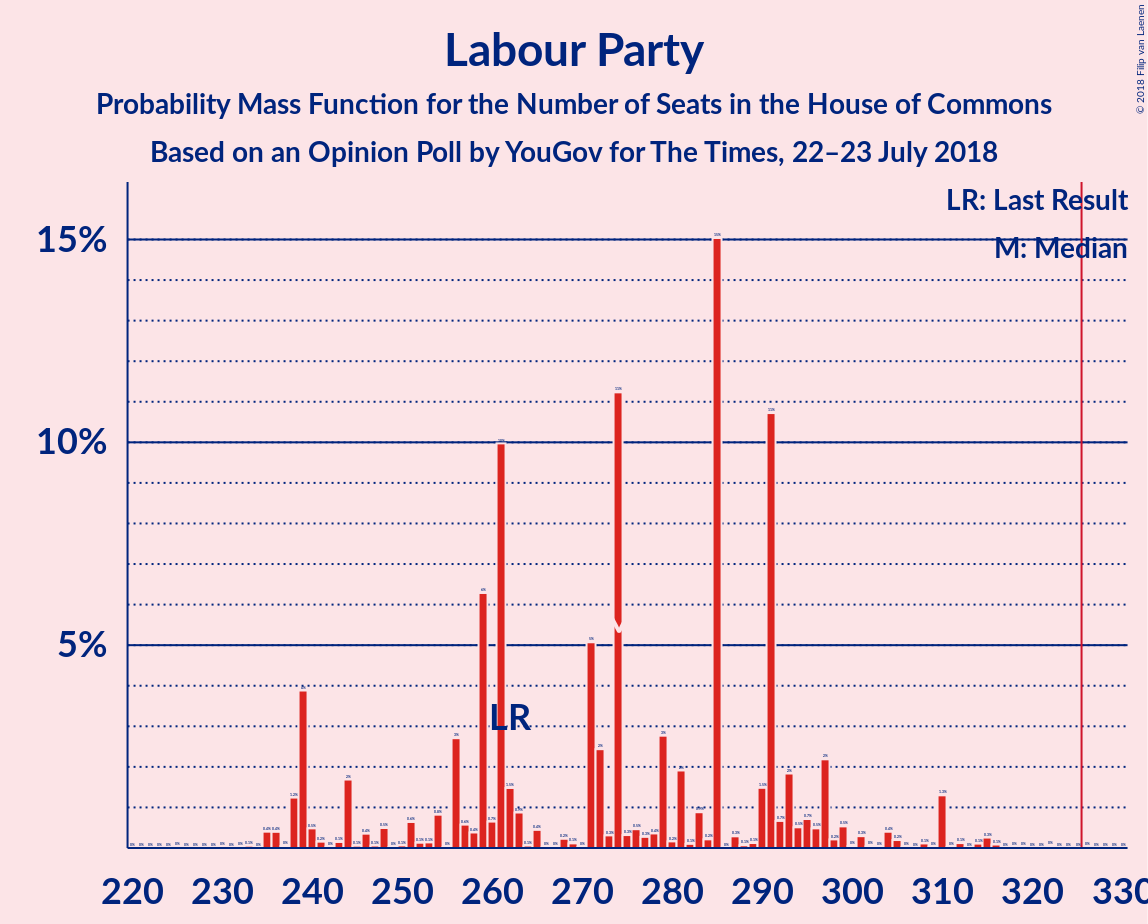 Labour Party
Probability Mass Function for the Number of Seats in the House of Commons
Based on an Opinion Poll by YouGov for The Times, 22–23 July 2018
© 2018 Filip van Laenen
LR: Last Result
M: Median
15%
10%
5%
LR
220 230 240 250 260 270 280 290 300 310 320 330